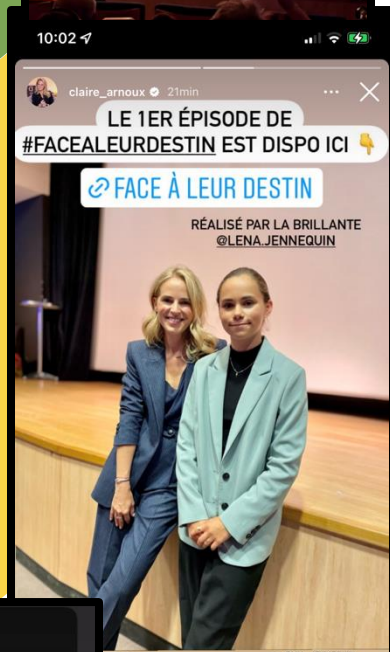 10:02
claire_arnoux 21min
LE 1ER ÉPISODE DE
#FACEALEURDESTIN EST DISPO ICI 👇
FACE À LEUR DESTIN
RÉALISÉ PAR LA BRILLANTE
@LENA.JENNEQUIN